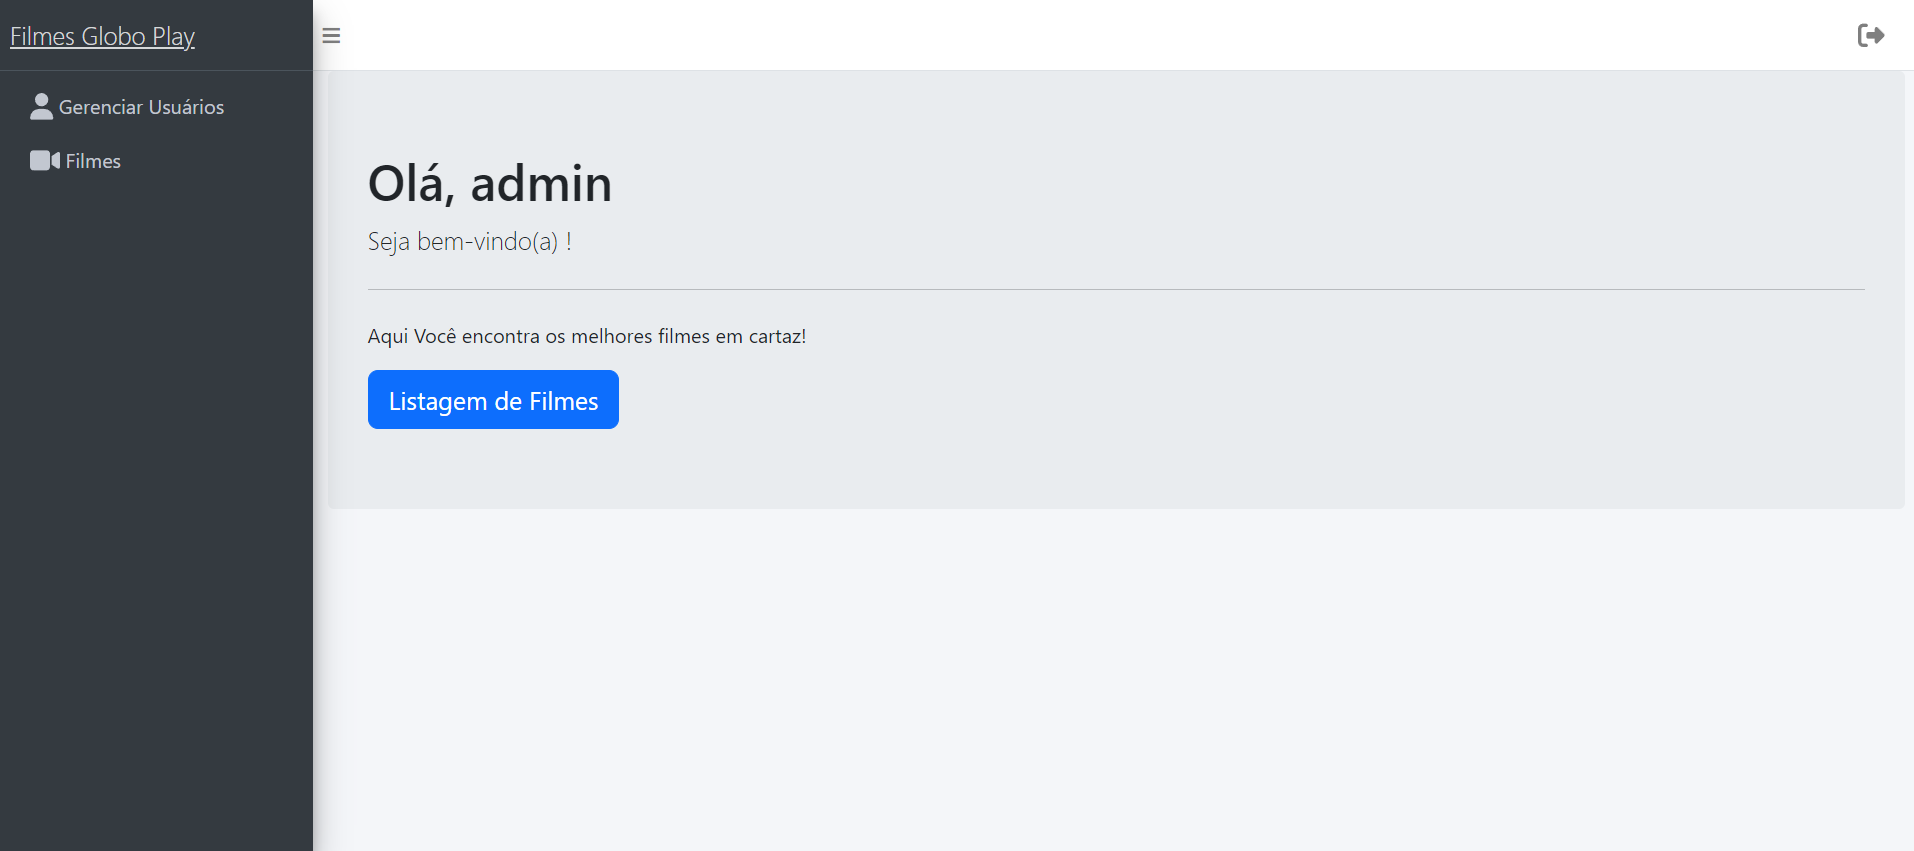 Filmes Globo Play
Gerenciar Usuários
Filmes
Olá, admin
Seja bem-vindo(a) !
Aqui Você encontra os melhores filmes em cartaz!
Listagem de Filmes